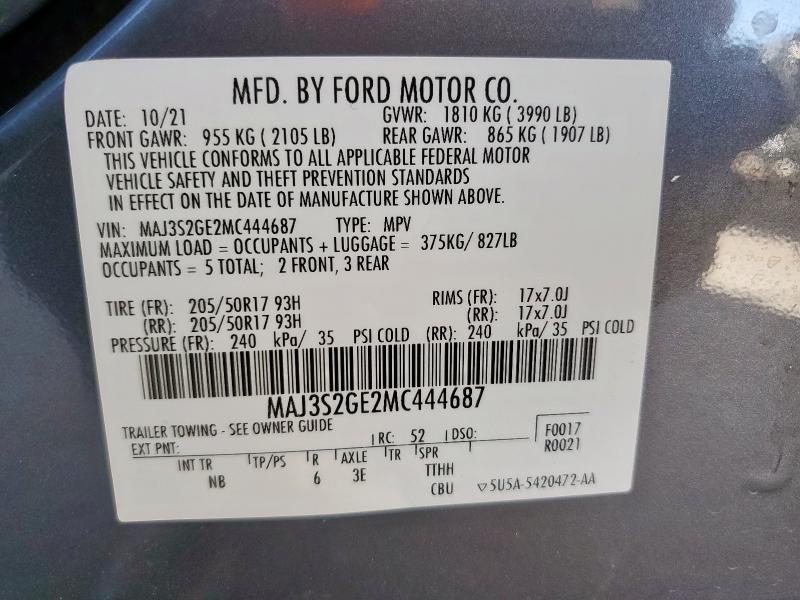 MFD. BY FORD MOTOR CO.
DATE: 10/21 GVWR: 1810 KG ( 3990 LB)
FRONT GAWR: 955 KG ( 2105 LB) REAR GAWR: 865 KG ( 1907 LB)
THIS VEHICLE CONFORMS TO ALL APPLICABLE FEDERAL MOTOR
VEHICLE SAFETY AND THEFT PREVENTION STANDARDS
IN EFFECT ON THE DATE OF MANUFACTURE SHOWN ABOVE.
VIN: MAJ3S2GE2MC444687 TYPE: MPV
MAXIMUM LOAD = OCCUPANTS + LUGGAGE = 375KG/ 827LB
OCCUPANTS = 5 TOTAL; 2 FRONT, 3 REAR
TIRE (FR): 205/50R17 93H RIMS (FR): 17x7.0J
(RR): 205/50R17 93H (RR): 17x7.0J
PRESSURE (FR): 240 kPa/ 35 PSI COLD (RR): 240 kPa/ 35 PSI COLD
MAJ3S2GE2MC444687
TRAILER TOWING - SEE OWNER GUIDE
EXT PNT: RC: 52 DSO: F0017
R0021
INT TR TP/PS R AXLE TR SPR
NB 6 3E TTHH
CBU 5U5A-5420472-AA